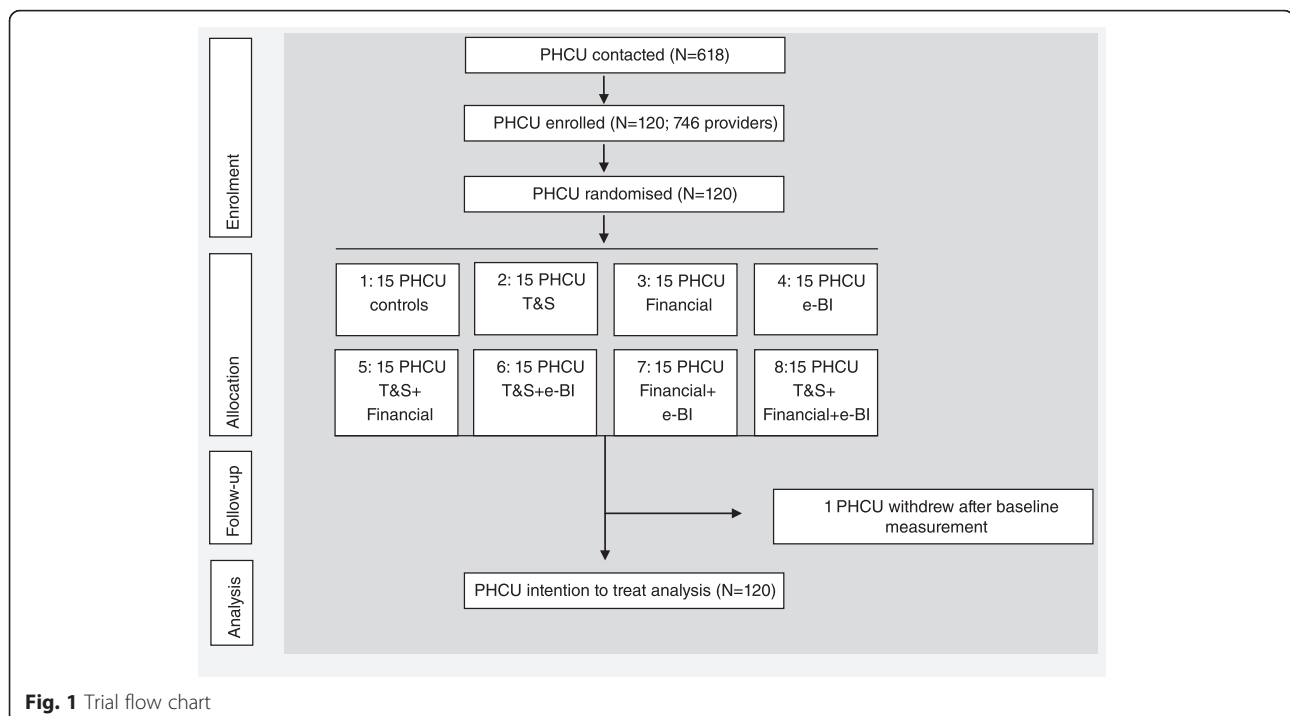 Enrolment
PHCU contacted (N=618)
PHCU enrolled (N=120; 746 providers)
PHCU randomised (N=120)
Allocation
1: 15 PHCU
controls
2: 15 PHCU
T&S
3: 15 PHCU
Financial
4: 15 PHCU
e-BI
5: 15 PHCU
T&S+
Financial
6: 15 PHCU
T&S+e-BI
7: 15 PHCU
Financial+
e-BI
8:15 PHCU
T&S+
Financial+e-BI
Follow-up
1 PHCU withdrew after baseline
measurement
Analysis
PHCU intention to treat analysis (N=120)
Fig. 1 Trial flow chart